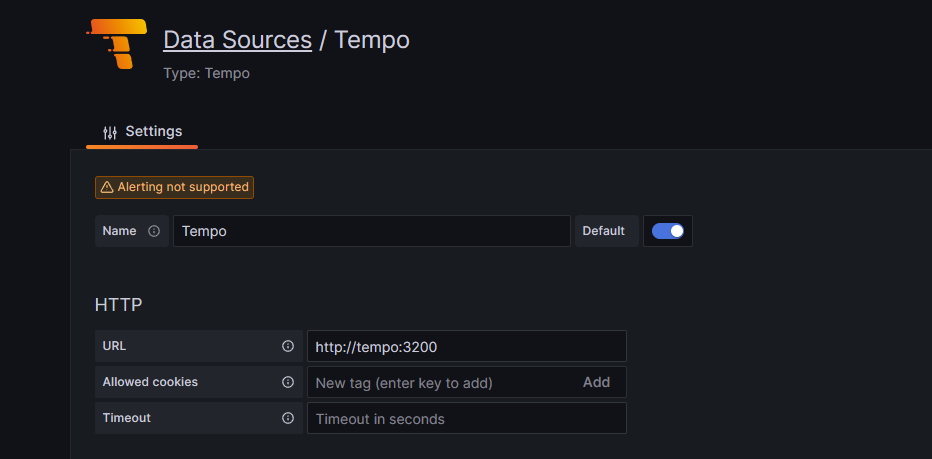 Data Sources / Tempo
Type: Tempo
Settings
Alerting not supported
Name Tempo Default
HTTP
URL http://tempo:3200
Allowed cookies New tag (enter key to add) Add
Timeout Timeout in seconds